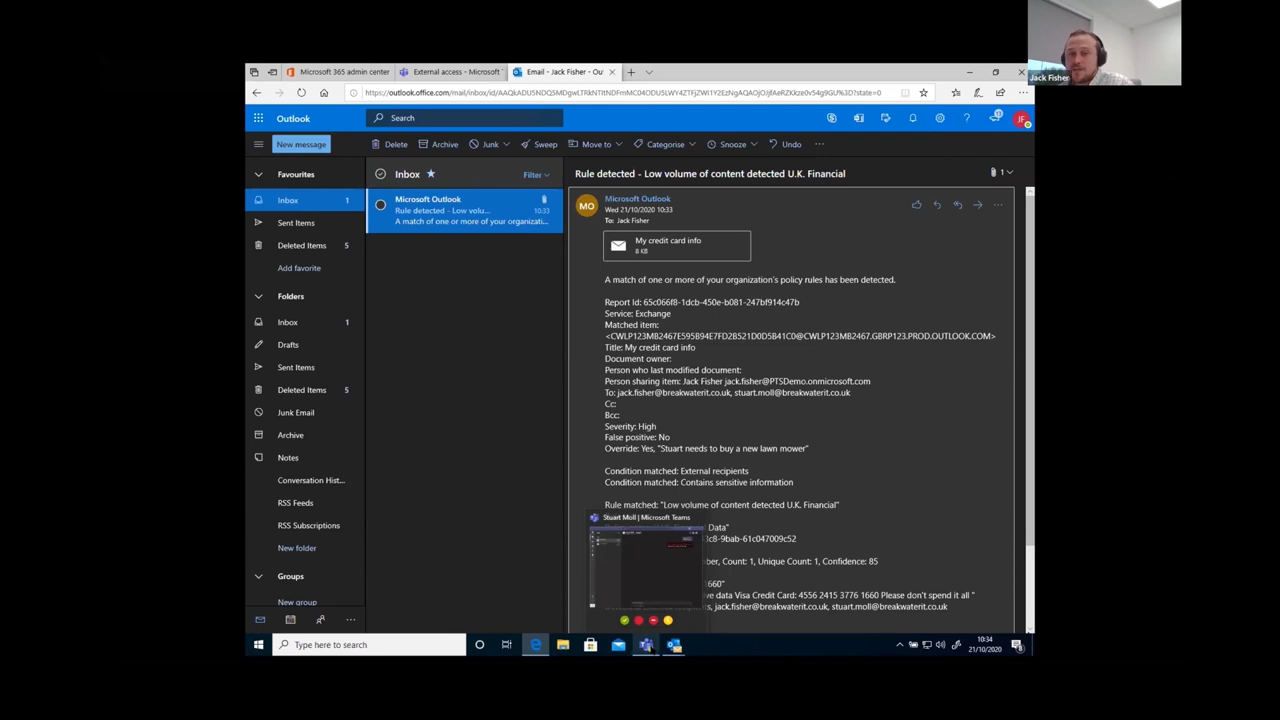 Jack Fisher
Microsoft 365 admin center
External access - Microsoft
Email - Jack Fisher - Out
https://outlook.office.com/mail/inbox/id/
Outlook
Search
New message
Delete
Archive
Junk
Sweep
Move to
Categorise
Snooze
Undo
Favourites
Inbox 1
Sent Items
Deleted Items 5
Add favorite
Folders
Inbox 1
Drafts
Sent Items
Deleted Items 5
Junk Email
Archive
Notes
Conversation Hist...
RSS Feeds
RSS Subscriptions
New folder
Groups
New group
Inbox
Filter
Microsoft Outlook
Rule detected - Low volu... 10:33
A match of one or more of your organizati...
Rule detected - Low volume of content detected U.K. Financial
1
MO
Microsoft Outlook
Wed 21/10/2020 10:33
To: Jack Fisher
JF
My credit card info
8 KB
A match of one or more of your organization's policy rules has been detected.
Report Id: 65c066f8-1dcb-450e-b081-247bf914c47b
Service: Exchange
Matched item:
<CWLP123MB2467E595B94E7FD2B521D0D5B41C0@CWLP123MB2467.GBRP123.PROD.OUTLOOK.COM>
Title: My credit card info
Document owner:
Person who last modified document:
Person sharing item: Jack Fisher jack.fisher@PTSDemo.onmicrosoft.com
To: jack.fisher@breakwaterit.co.uk, stuart.moll@breakwaterit.co.uk
Cc:
Bcc:
Severity: High
False positive: No
Override: Yes, "Stuart needs to buy a new lawn mower"
Condition matched: External recipients
Condition matched: Contains sensitive information
Rule matched: "Low volume of content detected U.K. Financial"
Stuart Moll | Microsoft Teams
Data"
3c8-9bab-61c047009c52
ber, Count: 1, Unique Count: 1, Confidence: 85
1660"
ve data Visa Credit Card: 4556 2415 3776 1660 Please don't spend it all "
s, jack.fisher@breakwaterit.co.uk, stuart.moll@breakwaterit.co.uk
Type here to search
10:34
21/10/2020